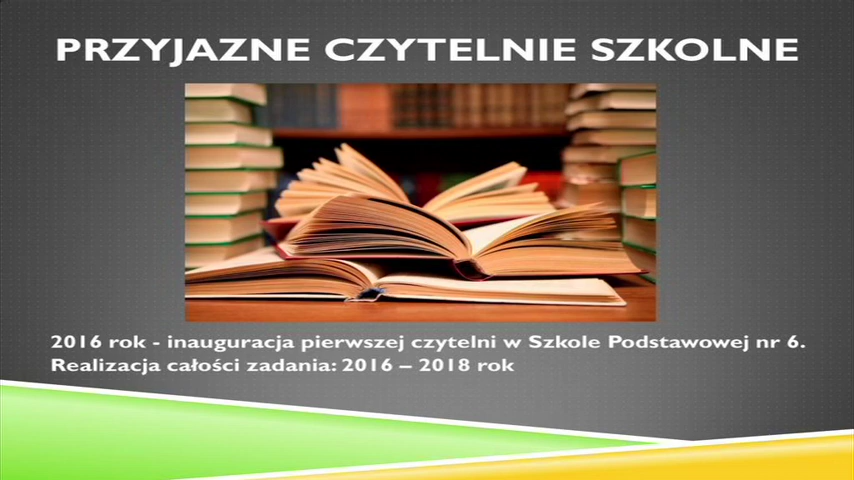 PRZYJAZNE CZYTELNIE SZKOLNE
2016 rok - inauguracja pierwszej czytelni w Szkole Podstawowej nr 6.
Realizacja całości zadania: 2016 – 2018 rok